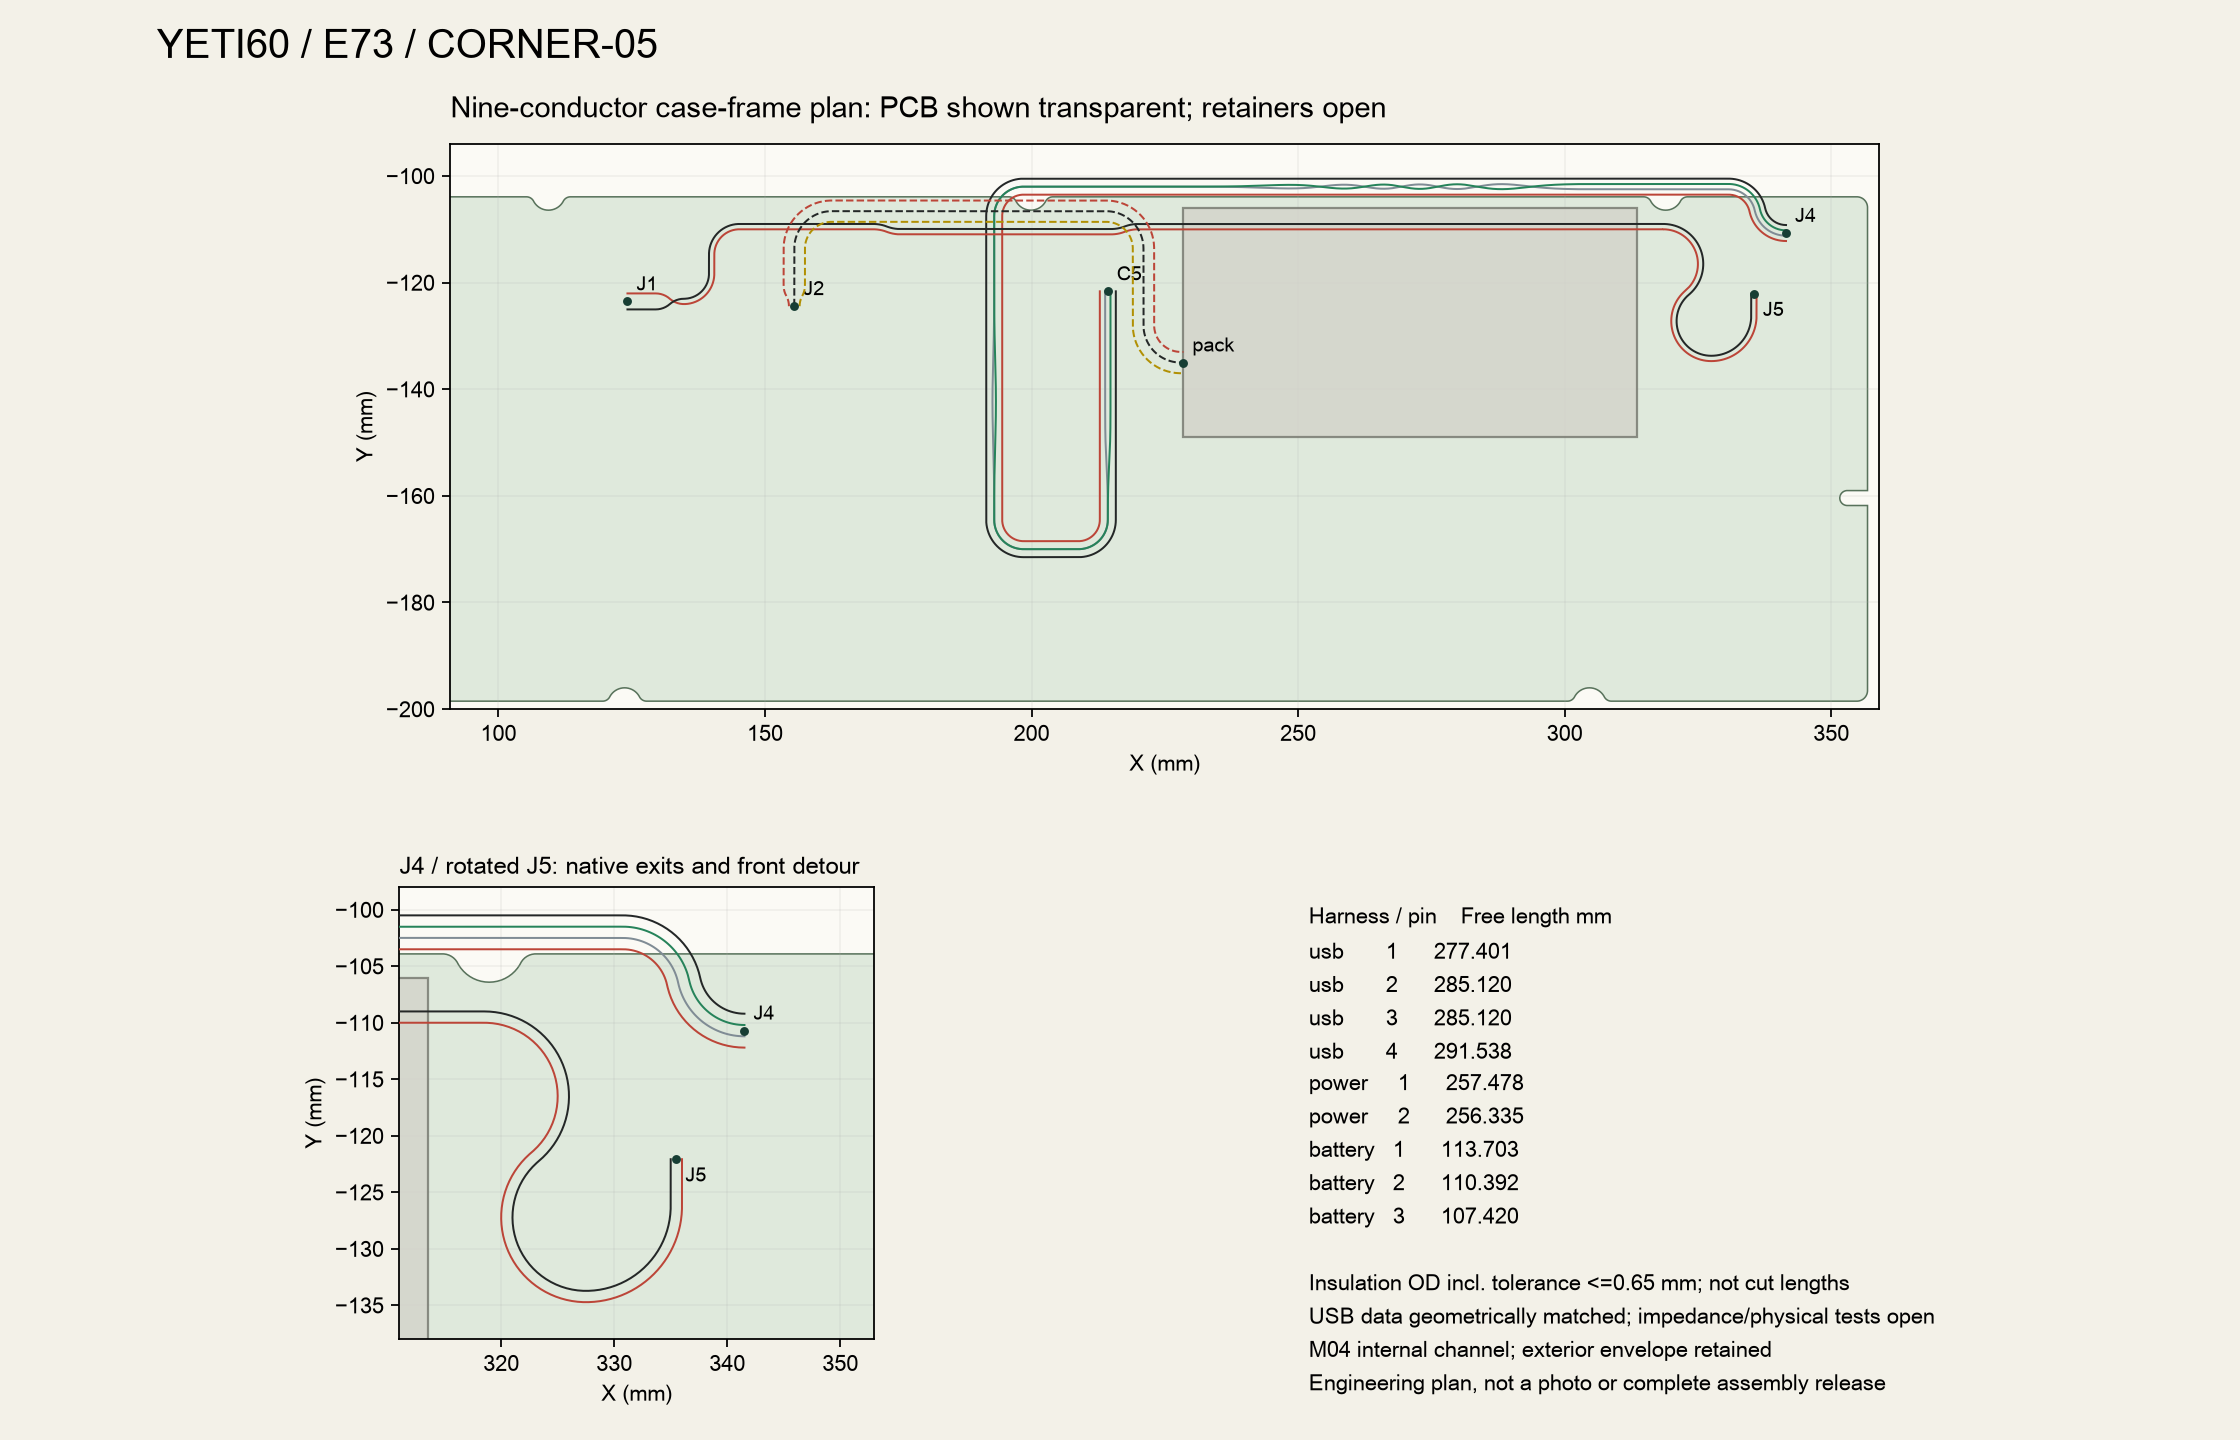 YETI60 / E73 / CORNER-05
Nine-conductor case-frame plan: PCB shown transparent; retainers open
−100
−120
−140
−160
−180
−200
Y (mm)
J1
J2
C5
pack
J4
J5
100
150
200
250
300
350
X (mm)
J4 / rotated J5: native exits and front detour
−100
−105
−110
−115
−120
−125
−130
−135
Y (mm)
J4
J5
320
330
340
350
X (mm)
Harness / pin Free length mm
usb 1 277.401
usb 2 285.120
usb 3 285.120
usb 4 291.538
power 1 257.478
power 2 256.335
battery 1 113.703
battery 2 110.392
battery 3 107.420
Insulation OD incl. tolerance <=0.65 mm; not cut lengths
USB data geometrically matched; impedance/physical tests open
M04 internal channel; exterior envelope retained
Engineering plan, not a photo or complete assembly release